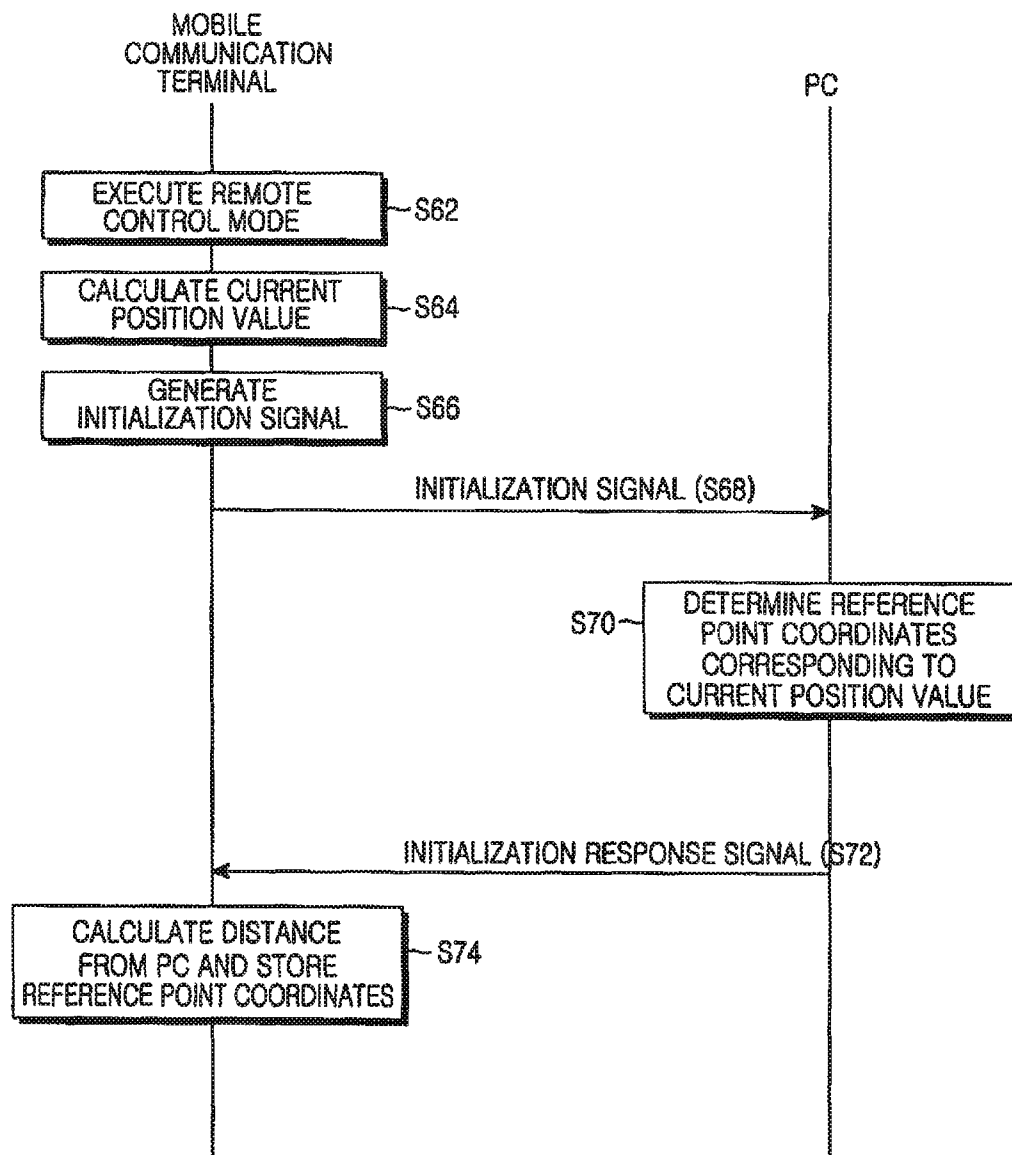 MOBILE
COMMUNICATION
TERMINAL
PC
EXECUTE REMOTE
CONTROL MODE
S62
CALCULATE CURRENT
POSITION VALUE
S64
GENERATE
INITIALIZATION SIGNAL
S66
INITIALIZATION SIGNAL (S68)
S70
DETERMINE REFERENCE
POINT COORDINATES
CORRESPONDING TO
CURRENT POSITION VALUE
INITIALIZATION RESPONSE SIGNAL (S72)
CALCULATE DISTANCE
FROM PC AND STORE
REFERENCE POINT COORDINATES
S74